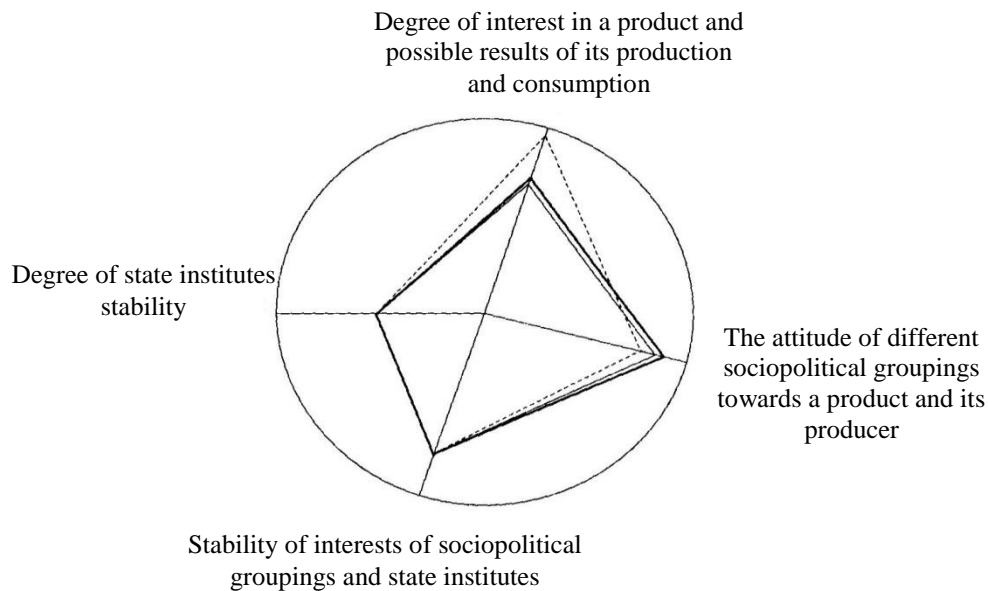 Degree of interest in a product and
possible results of its production
and consumption
Degree of state institutes
stability
The attitude of different
sociopolitical groupings
towards a product and its
producer
Stability of interests of sociopolitical
groupings and state institutes